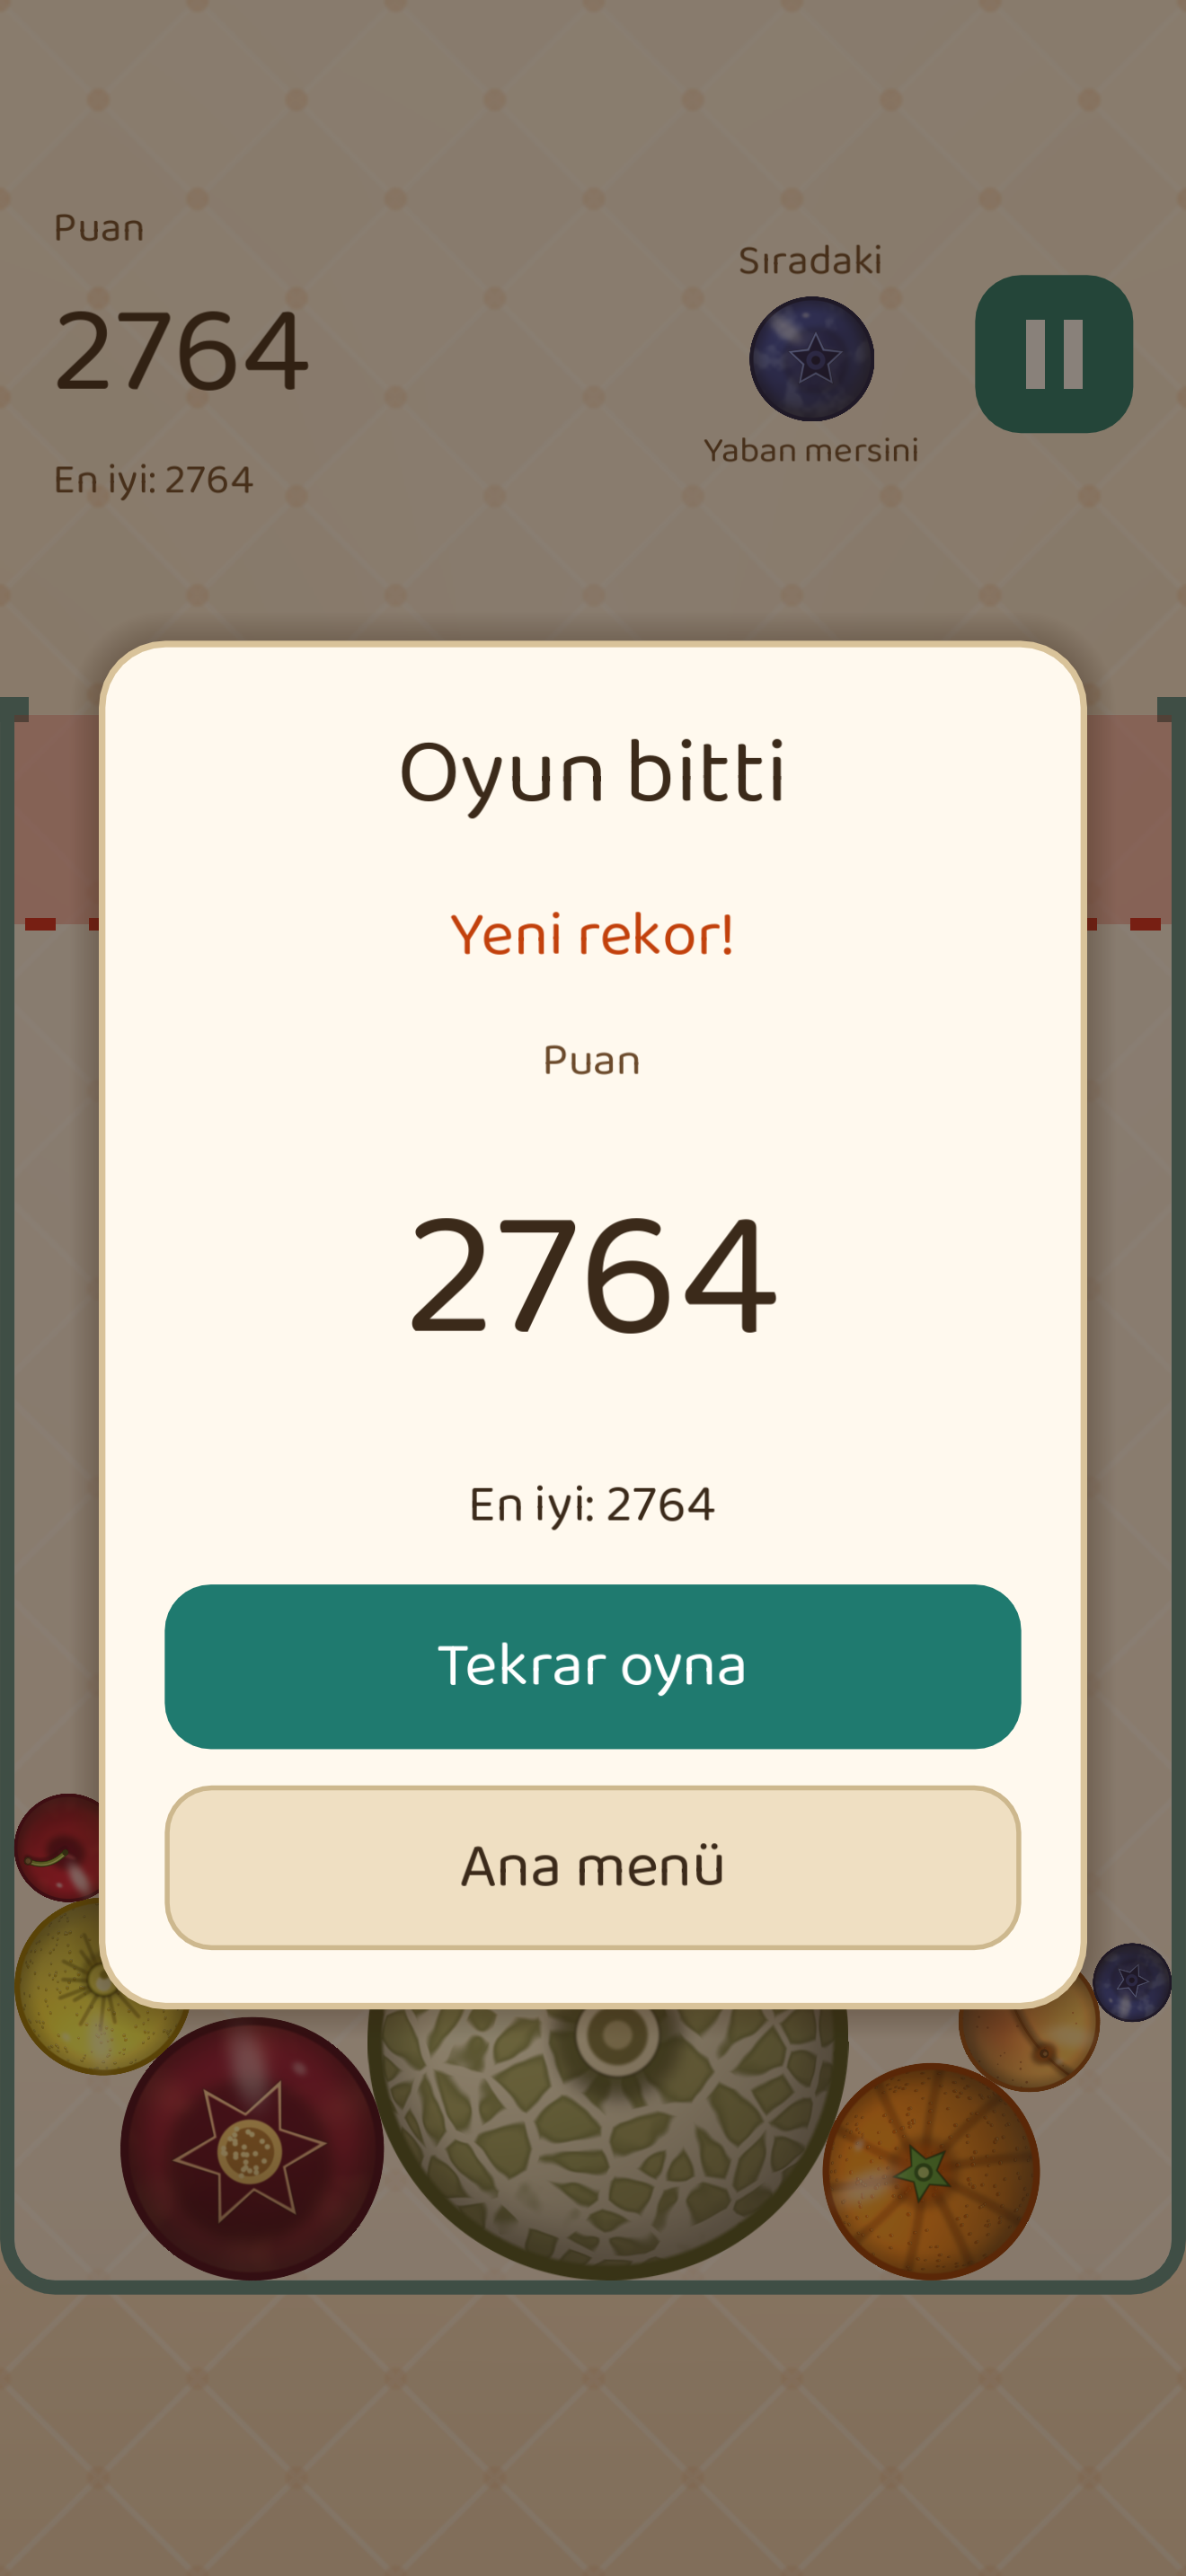 Puan
2764
En iyi: 2764
Sıradaki
Yaban mersini
Oyun bitti
Yeni rekor!
Puan
2764
En iyi: 2764
Tekrar oyna
Ana menü